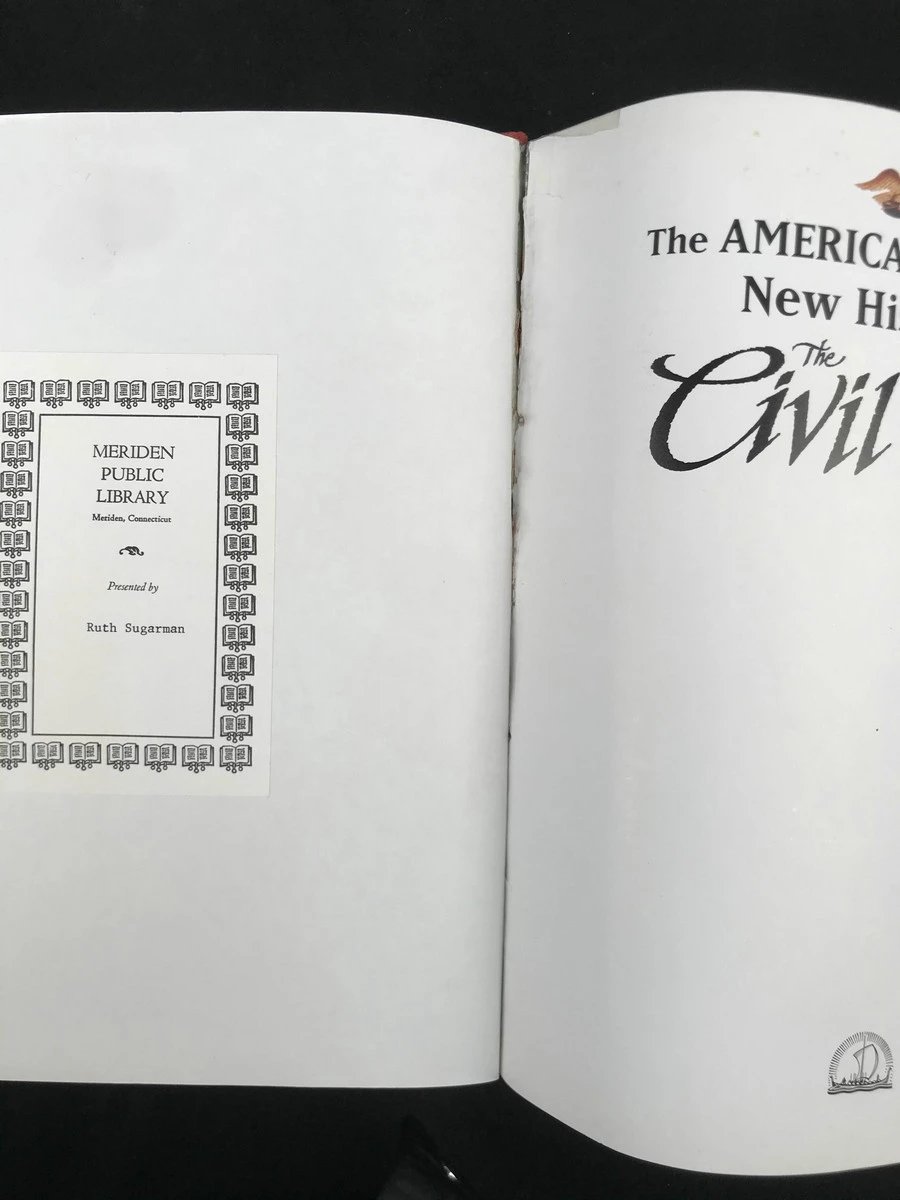 MERIDEN
PUBLIC
LIBRARY
Meriden, Connecticut
Presented by
Ruth Sugarman
The AMERICA
New Hi
The
Civil